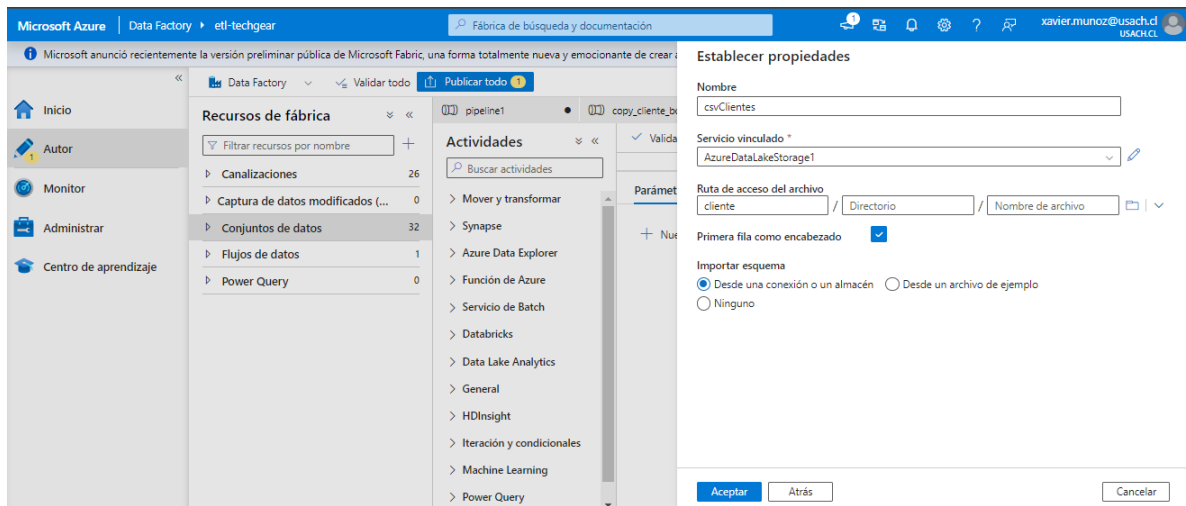 Microsoft Azure | Data Factory ▸ etl-techgear
Fábrica de búsqueda y documentación
1
xavier.munoz@usach.cl
USACH.CL
Microsoft anunció recientemente la versión preliminar pública de Microsoft Fabric, una forma totalmente nueva y emocionante de crear
Inicio
Autor
1
Monitor
Administrar
Centro de aprendizaje
Data Factory
Validar todo
Publicar todo 1
Recursos de fábrica
Filtrar recursos por nombre
Canalizaciones 26
Captura de datos modificados (... 0
Conjuntos de datos 32
Flujos de datos 1
Power Query 0
pipeline1
copy_cliente_bo
Actividades
Buscar actividades
Mover y transformar
Synapse
Azure Data Explorer
Función de Azure
Servicio de Batch
Databricks
Data Lake Analytics
General
HDInsight
Iteración y condicionales
Machine Learning
Power Query
Valida
Parámet
Nue
Establecer propiedades
Nombre
csvClientes
Servicio vinculado *
AzureDataLakeStorage1
Ruta de acceso del archivo
cliente / Directorio / Nombre de archivo
Primera fila como encabezado
Importar esquema
Desde una conexión o un almacén Desde un archivo de ejemplo
Ninguno
Aceptar Atrás Cancelar